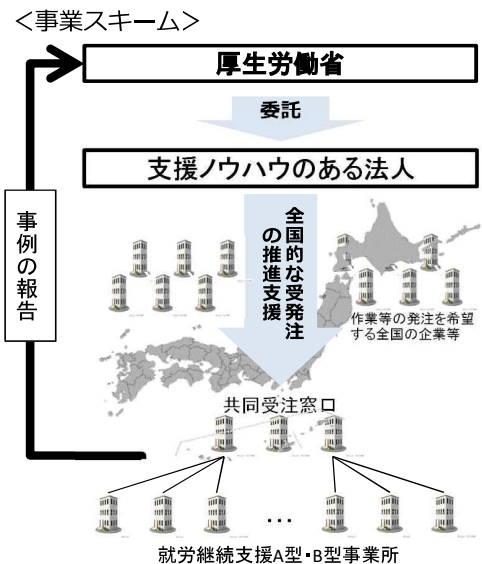 ＜事業スキーム＞
厚生労働省
委託
支援ノウハウのある法人
事例の報告
全国的な受発注
の推進支援
作業等の発注を希望
する全国の企業等
共同受注窓口
…
就労継続支援A型・B型事業所